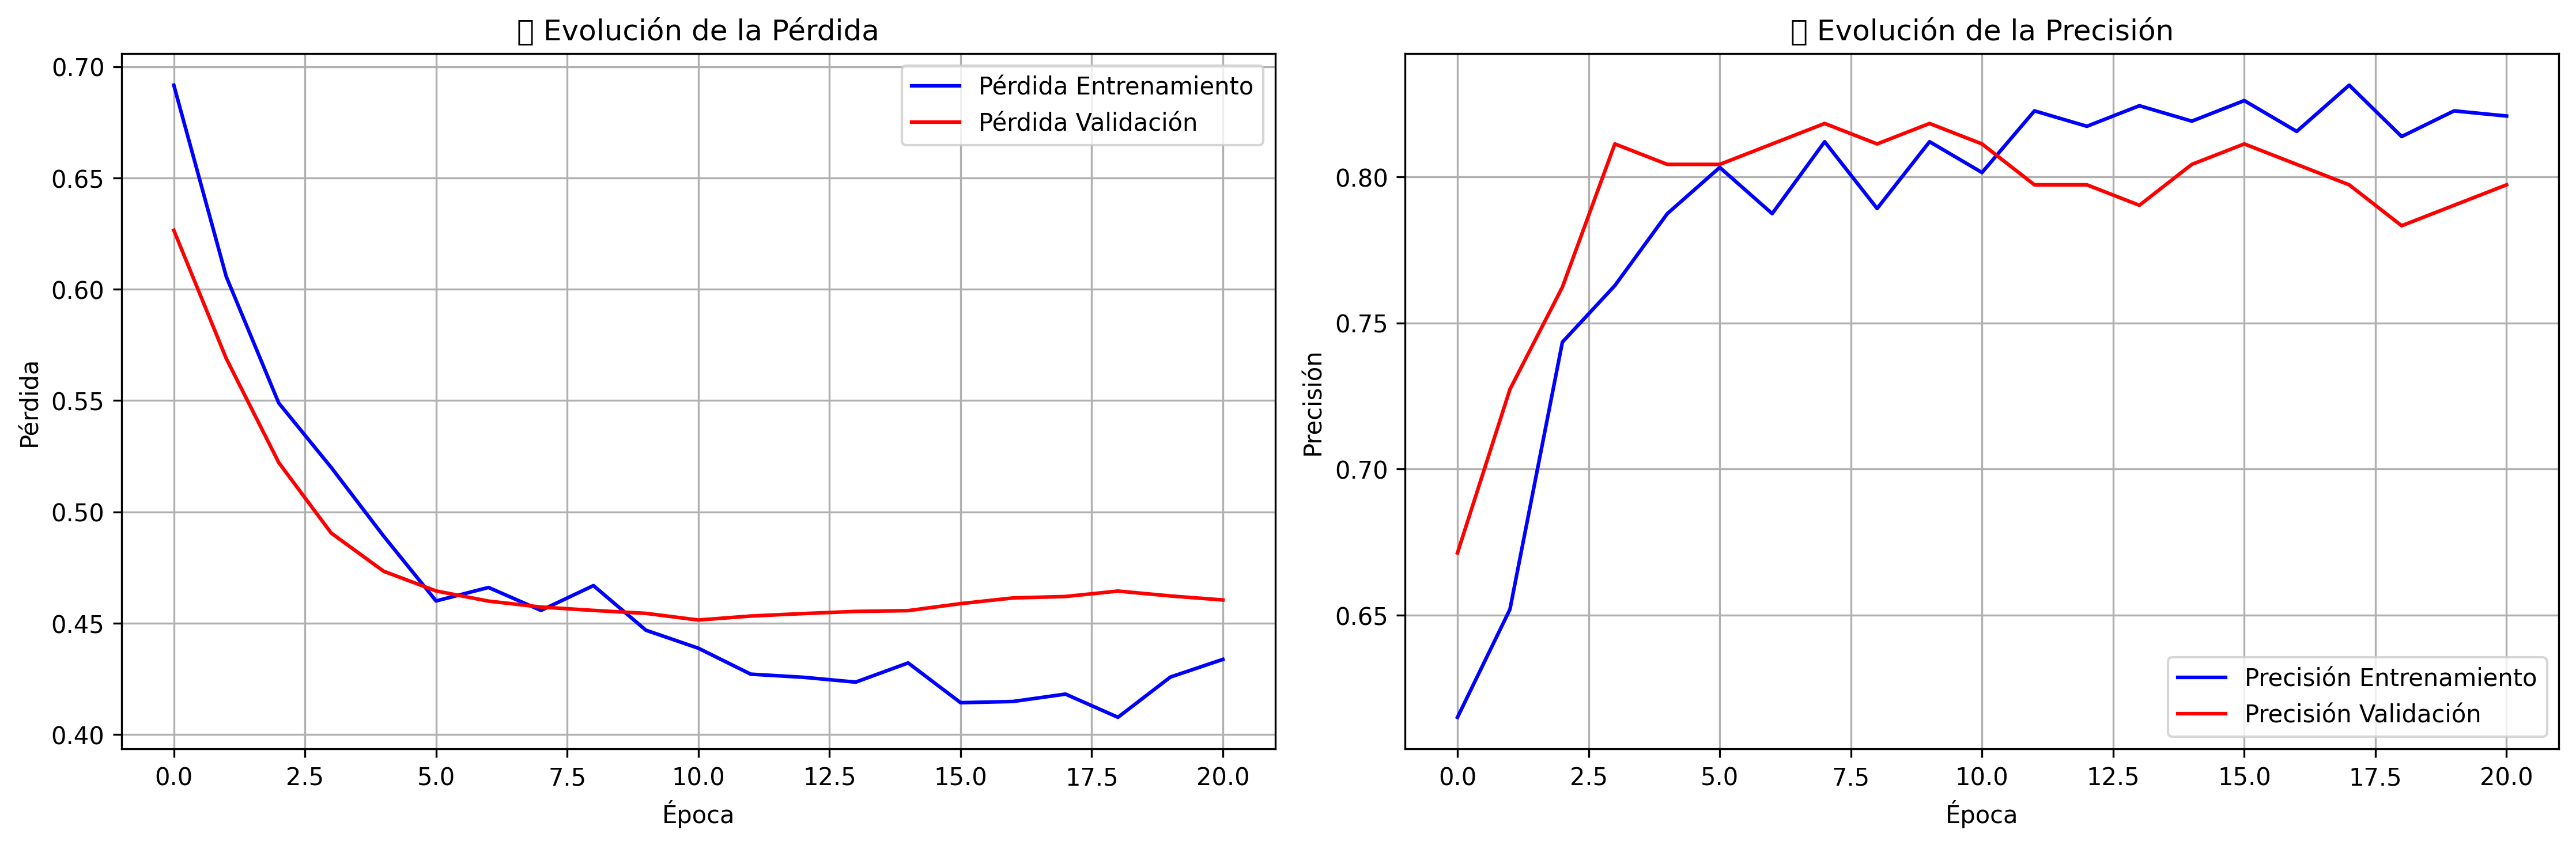 Evolución de la Pérdida
0.70
0.65
0.60
0.55
0.50
0.45
0.40
Pérdida
Pérdida Entrenamiento
Pérdida Validación
0.0 2.5 5.0 7.5 10.0 12.5 15.0 17.5 20.0
Época
Evolución de la Precisión
0.80
0.75
0.70
0.65
Precisión
Precisión Entrenamiento
Precisión Validación
0.0 2.5 5.0 7.5 10.0 12.5 15.0 17.5 20.0
Época